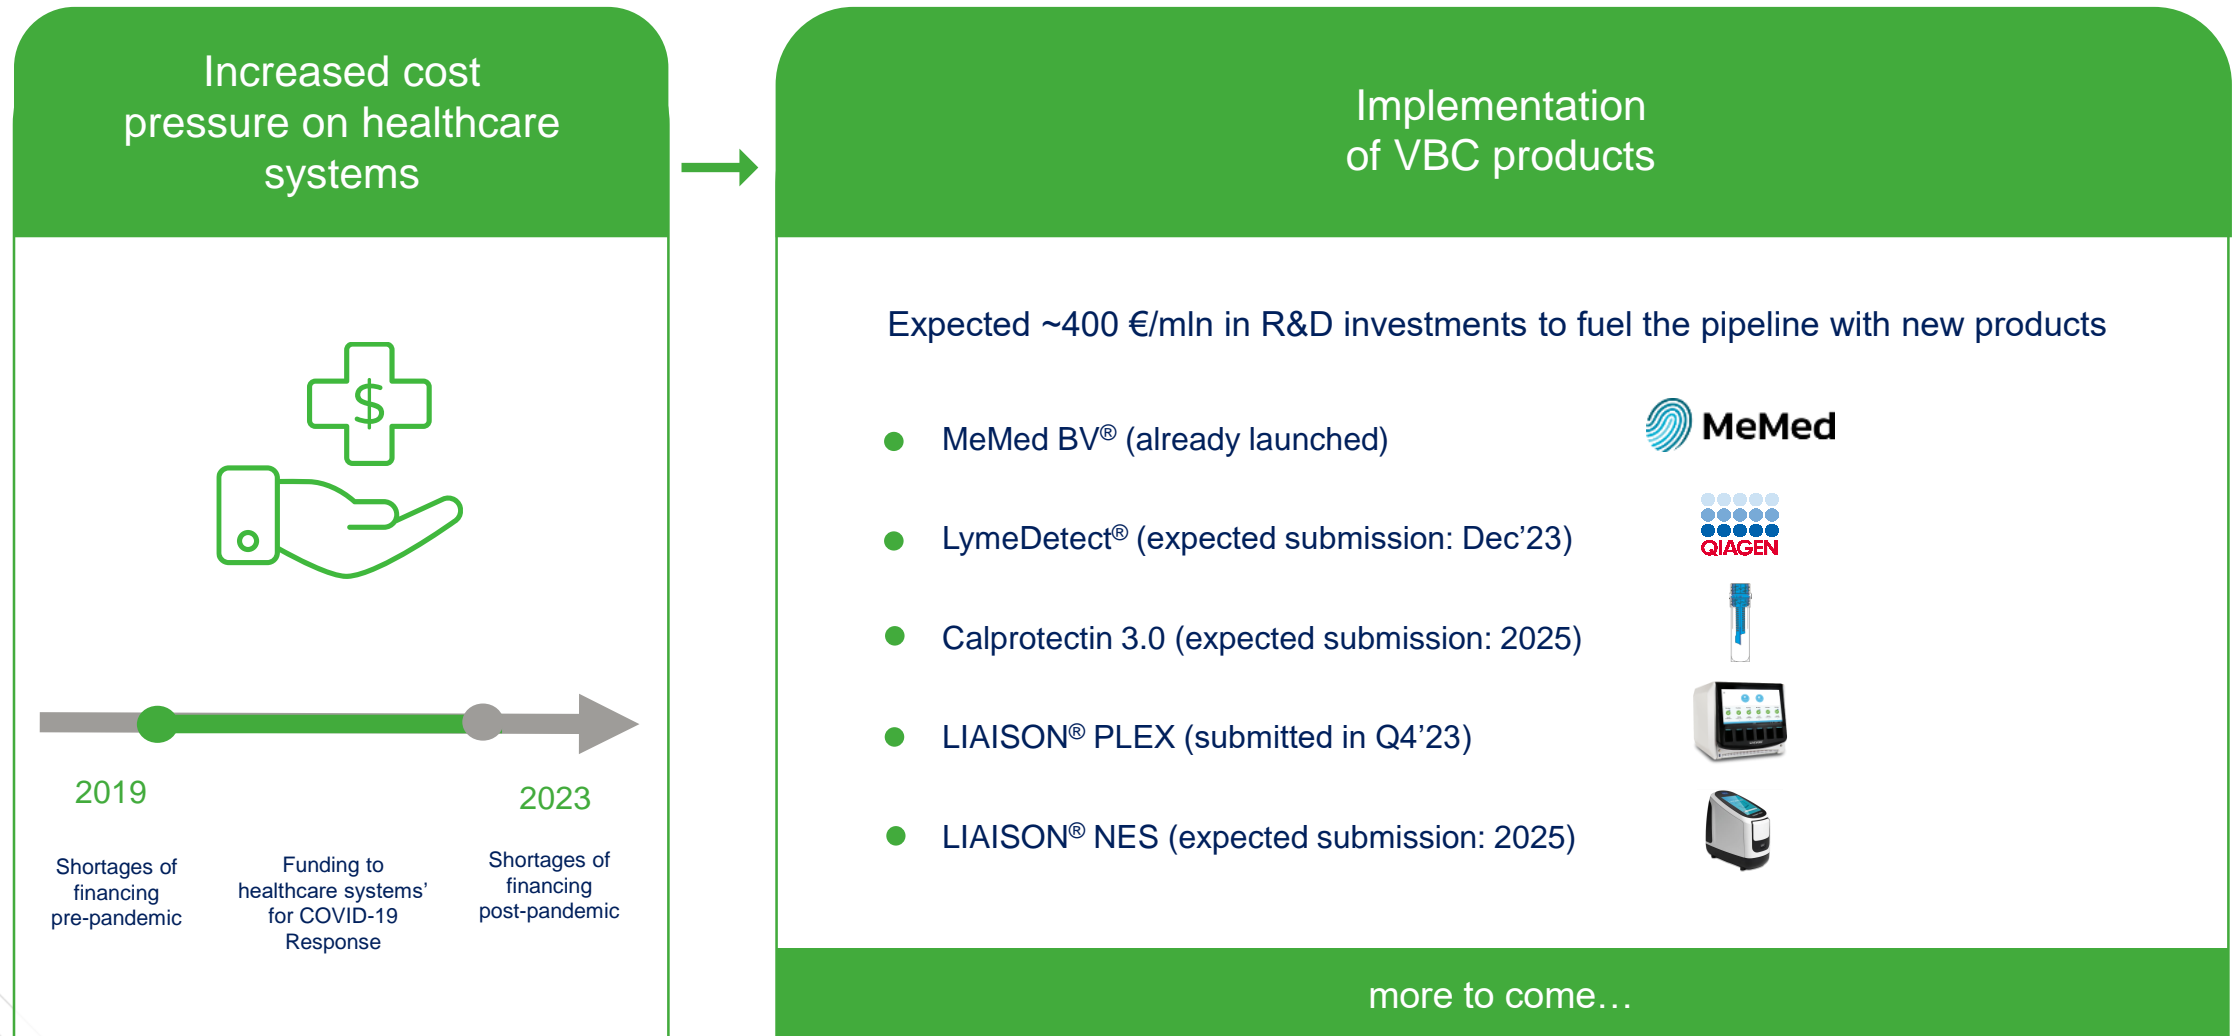 Increased cost
pressure on healthcare
systems
$
2019
2023
Shortages of
financing
pre-pandemic
Funding to
healthcare systems’
for COVID-19
Response
Shortages of
financing
post-pandemic
Implementation
of VBC products
Expected ~400 €/mln in R&D investments to fuel the pipeline with new products
MeMed BV® (already launched)
MeMed
LymeDetect® (expected submission: Dec’23)
QIAGEN
Calprotectin 3.0 (expected submission: 2025)
LIAISON® PLEX (submitted in Q4’23)
LIAISON® NES (expected submission: 2025)
more to come…